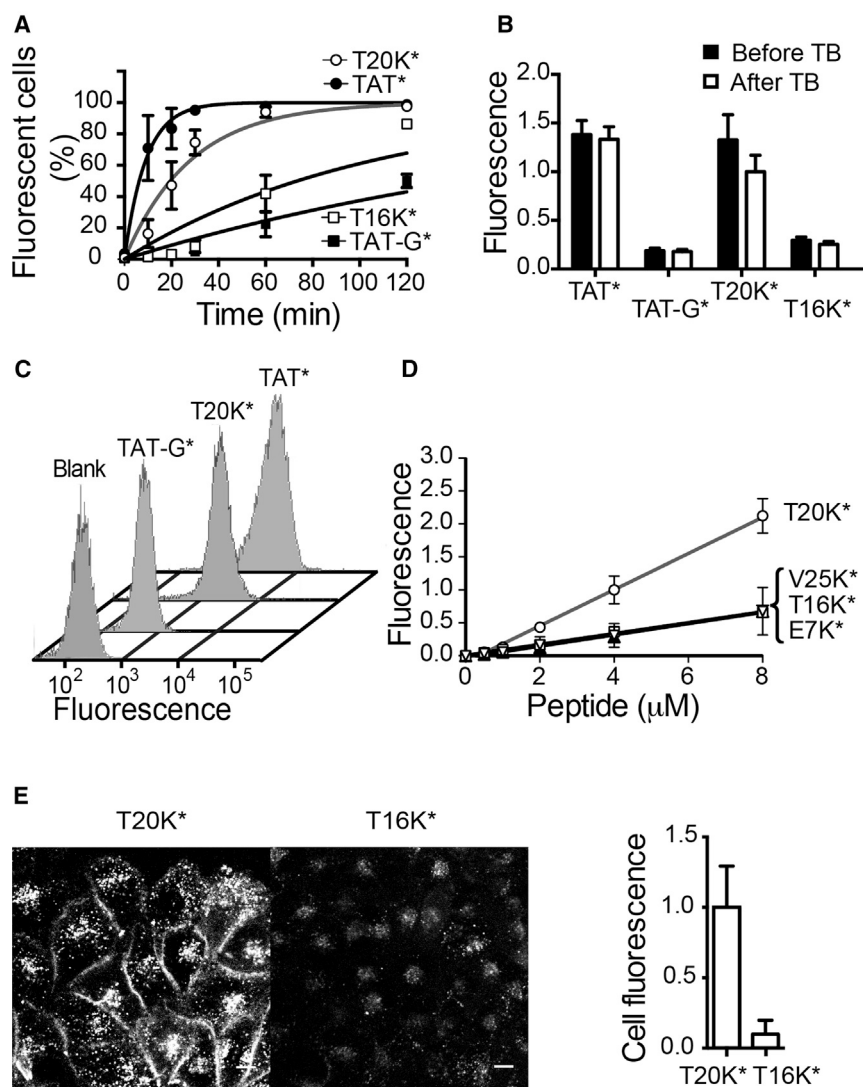 A
T20K*
TAT*
Fluorescent cells
(%)
100
80
60
40
20
0
T16K*
TAT-G*
0 20 40 60 80 100 120
Time (min)
B
Before TB
After TB
Fluorescence
2.0
1.5
1.0
0.5
0.0
TAT*
TAT-G*
T20K*
T16K*
C
TAT*
T20K*
TAT-G*
Blank
10² 10³ 10⁴ 10⁵
Fluorescence
D
Fluorescence
3.0
2.5
2.0
1.5
1.0
0.5
0.0
T20K*
V25K*
T16K*
E7K*
0 2 4 6 8
Peptide (μM)
E
T20K* T16K*
Cell fluorescence
1.5
1.0
0.5
0.0
T20K* T16K*